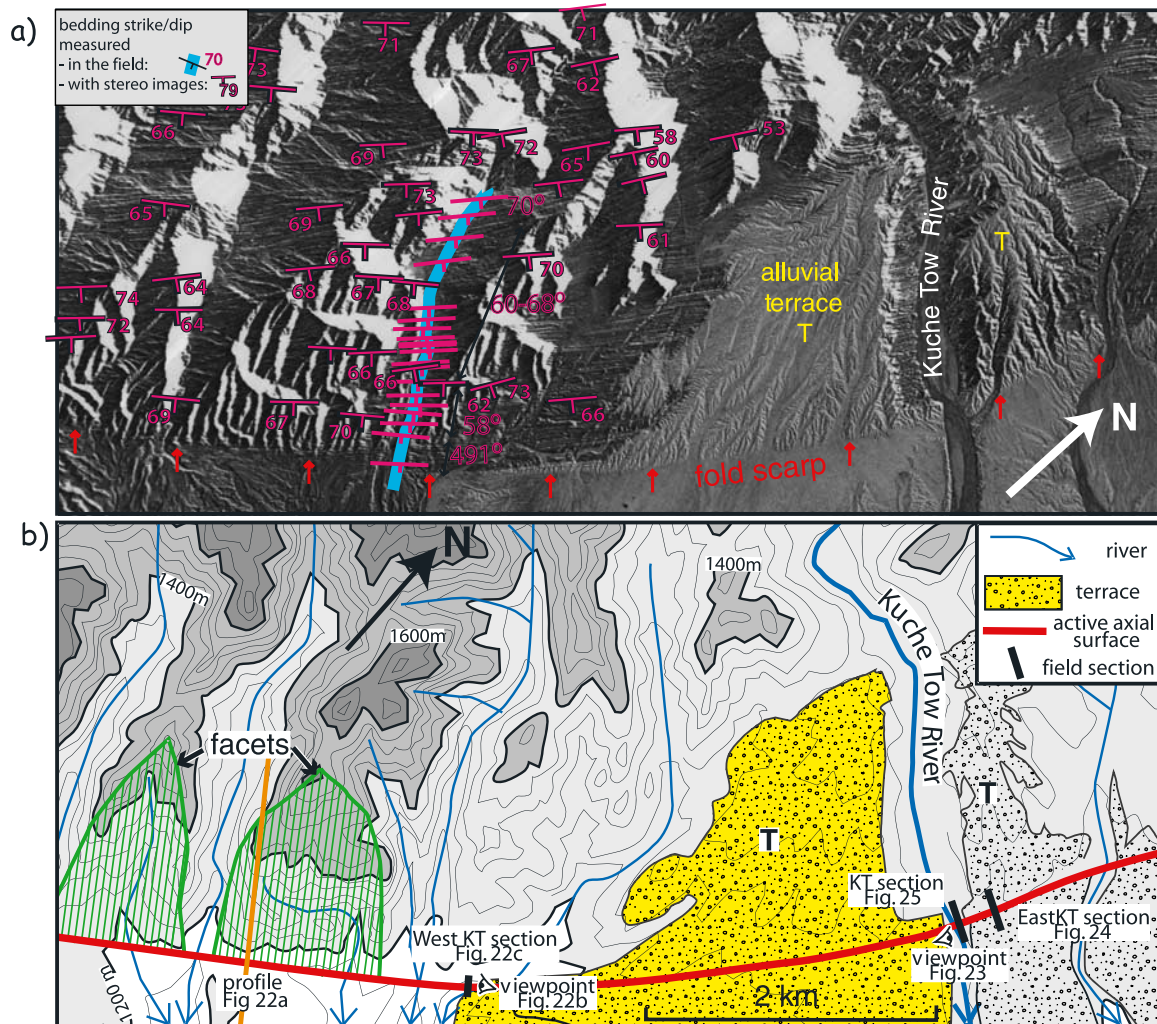 a)
bedding strike/dip
measured
- in the field:
70
- with stereo images:
79
71
71
73
67
62
66
69
73
72
58
65
60
53
65
69
73
70°
66
61
74
64
68
67
68
70
60-68°
72
64
66
66
62
73
69
67
70
58°
66
491°
alluvial
terrace
T
T
Kuche Tow River
fold scarp
N
b)
N
1400m
1600m
1400m
-1200 m
facets
Kuche Tow
River
T
T
river
terrace
active axial
surface
field section
KT section
Fig. 25
EastKT section
Fig. 24
West KT section
Fig. 22c
viewpoint
Fig. 22b
viewpoint
Fig. 23
profile
Fig 22a
2 km